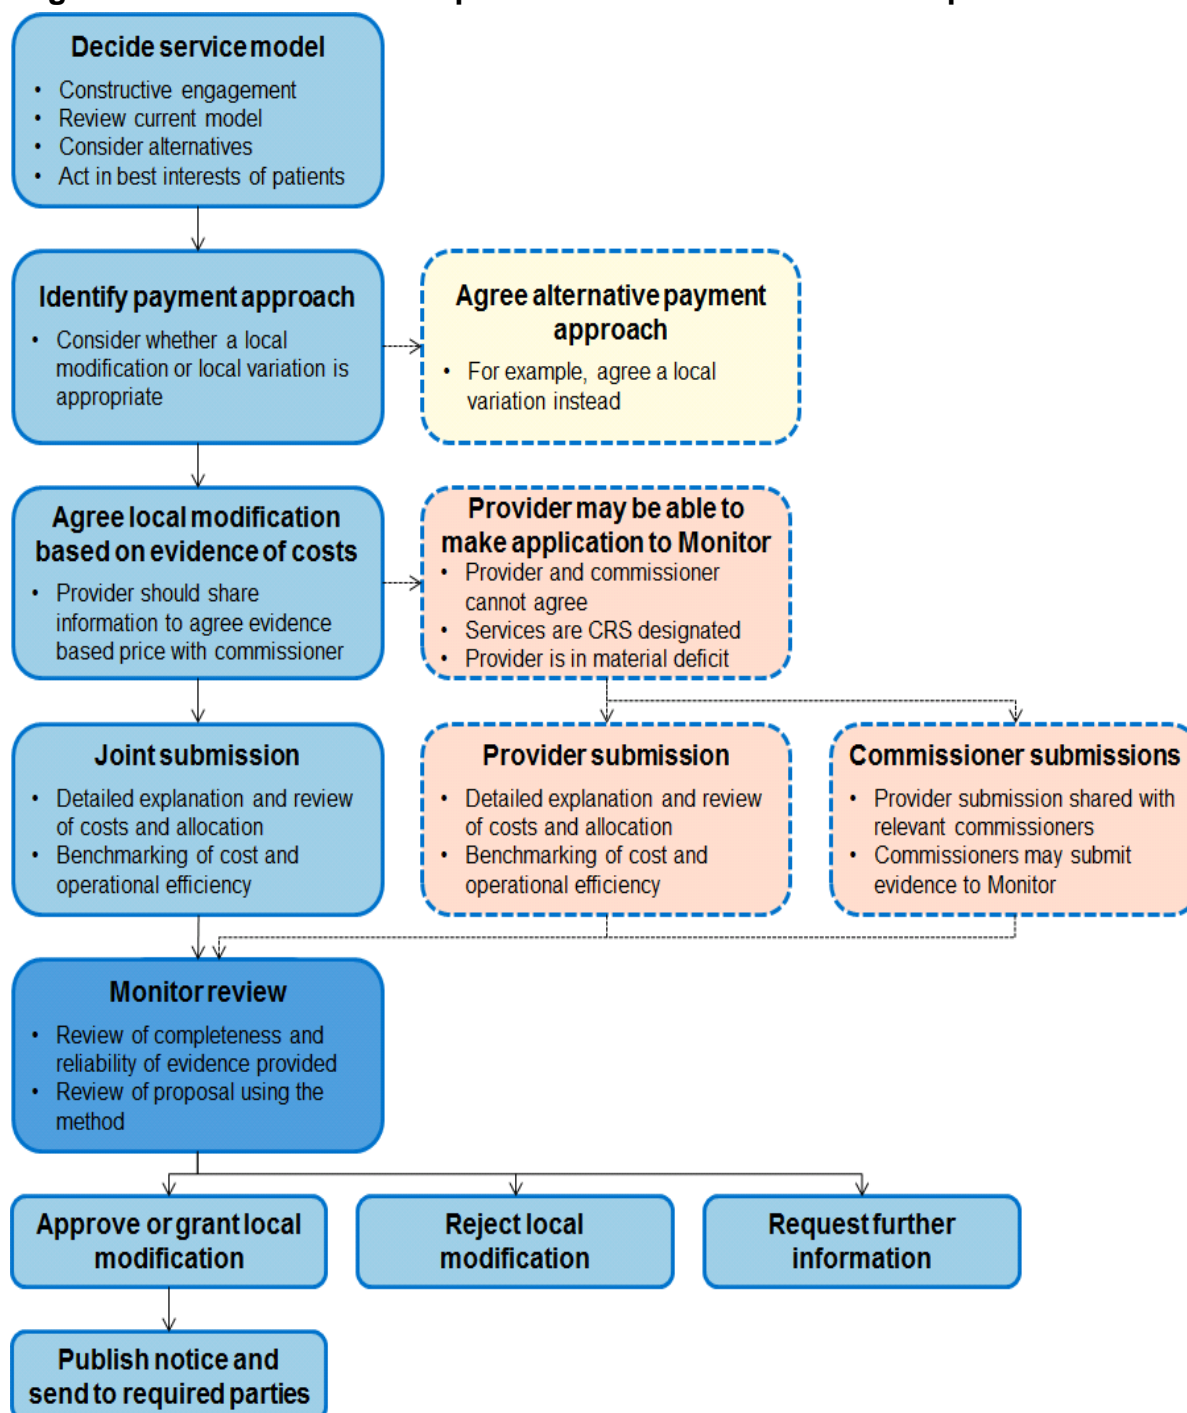 Decide service model
• Constructive engagement
• Review current model
• Consider alternatives
• Act in best interests of patients
Identify payment approach
• Consider whether a local
modification or local variation is
appropriate
Agree alternative payment
approach
• For example, agree a local
variation instead
Agree local modification
based on evidence of costs
• Provider should share
information to agree evidence
based price with commissioner
Provider may be able to
make application to Monitor
• Provider and commissioner
cannot agree
• Services are CRS designated
• Provider is in material deficit
Joint submission
• Detailed explanation and review
of costs and allocation
• Benchmarking of cost and
operational efficiency
Provider submission
• Detailed explanation and review
of costs and allocation
• Benchmarking of cost and
operational efficiency
Commissioner submissions
• Provider submission shared with
relevant commissioners
• Commissioners may submit
evidence to Monitor
Monitor review
• Review of completeness and
reliability of evidence provided
• Review of proposal using the
method
Approve or grant local
modification
Reject local
modification
Request further
information
Publish notice and
send to required parties